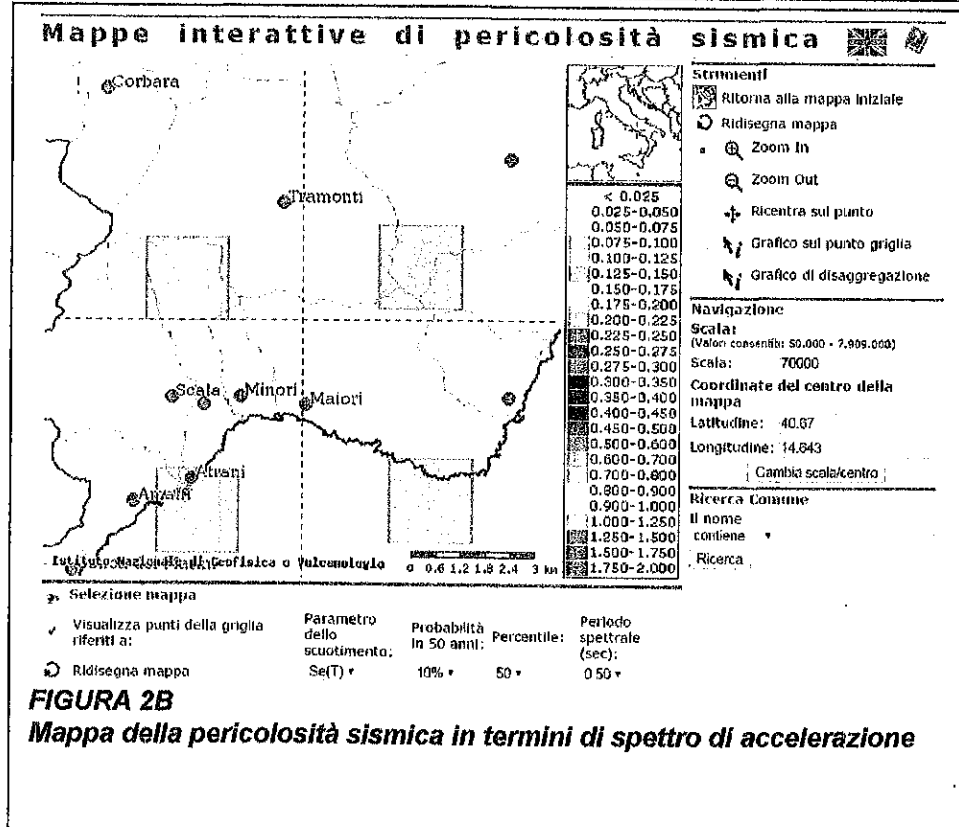 Mappe interattive di pericolosità sismica
Corbara
Tramonti
Scala
Minori
Maiori
Atrani
Amalfi
Istituto Nazionale di Geofisica e Vulcanologia
0 0.6 1.2 1.8 2.4 3 km
< 0.025
0.025-0.050
0.050-0.075
0.075-0.100
0.100-0.125
0.125-0.150
0.150-0.175
0.175-0.200
0.200-0.225
0.225-0.250
0.250-0.275
0.275-0.300
0.300-0.350
0.350-0.400
0.400-0.450
0.450-0.500
0.500-0.600
0.600-0.700
0.700-0.800
0.800-0.900
0.900-1.000
1.000-1.250
1.250-1.500
1.500-1.750
1.750-2.000
Strumenti
Ritorna alla mappa iniziale
Ridisegna mappa
Zoom In
Zoom Out
Ricentra sul punto
Grafico sul punto griglia
Grafico di disaggregazione
Navigazione
Scala:
(Valori consentiti: 50.000 - 7.909.000)
Scala: 70000
Coordinate del centro della
mappa
Latitudine: 40.67
Longitudine: 14.643
Cambia scala/centro
Ricerca Comune
Il nome
contiene
Ricerca
Selezione mappa
Visualizza punti della griglia
riferiti a:
Ridisegna mappa
Parametro
dello
scuotimento:
Se(T)
Probabilità
in 50 anni:
10%
Percentile:
50
Periodo
spettrale
(sec):
0.50
FIGURA 2B
Mappa della pericolosità sismica in termini di spettro di accelerazione